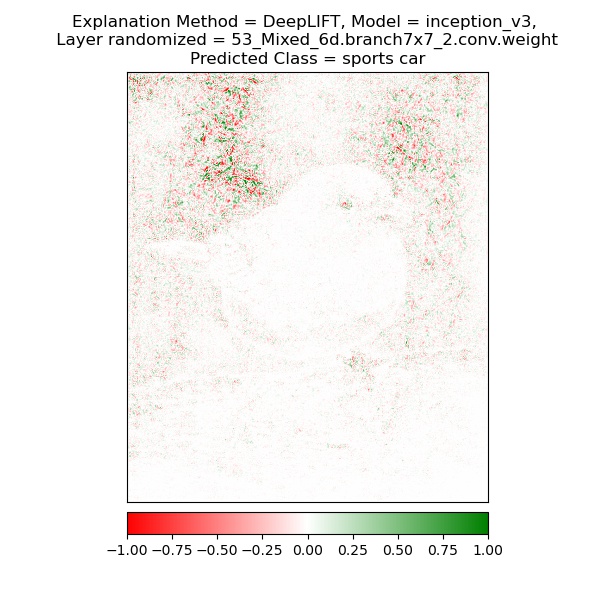 Explanation Method = DeepLIFT, Model = inception_v3,
Layer randomized = 53_Mixed_6d.branch7x7_2.conv.weight
Predicted Class = sports car
−1.00 −0.75 −0.50 −0.25 0.00 0.25 0.50 0.75 1.00